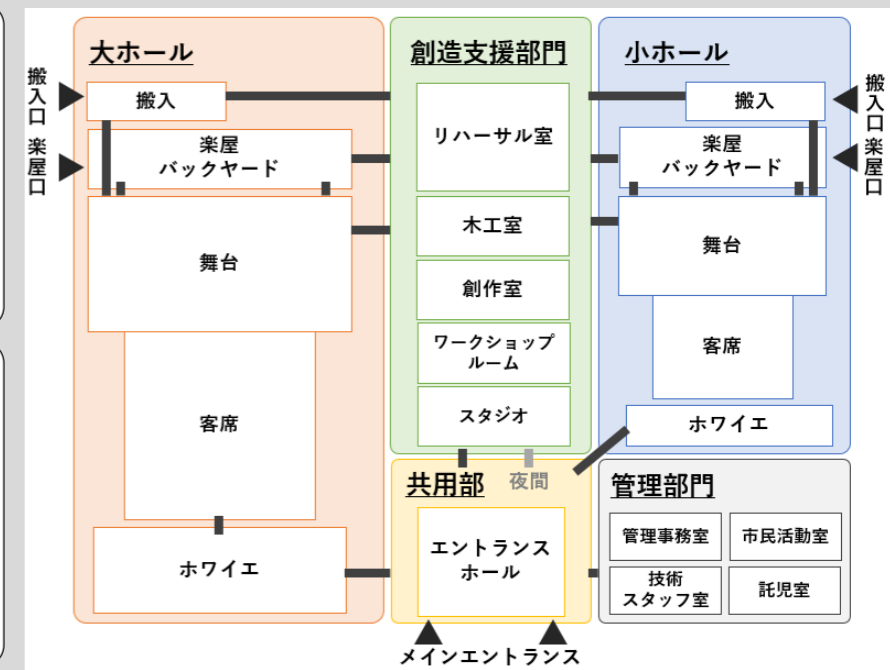 大ホール
搬入口
楽屋口
搬入
楽屋
バックヤード
舞台
客席
ホワイエ
創造支援部門
リハーサル室
木工室
創作室
ワークショップ
ルーム
スタジオ
小ホール
搬入
楽屋
バックヤード
舞台
客席
ホワイエ
搬入口
楽屋口
共用部
夜間
エントランス
ホール
メインエントランス
管理部門
管理事務室
市民活動室
技術
スタッフ室
託児室